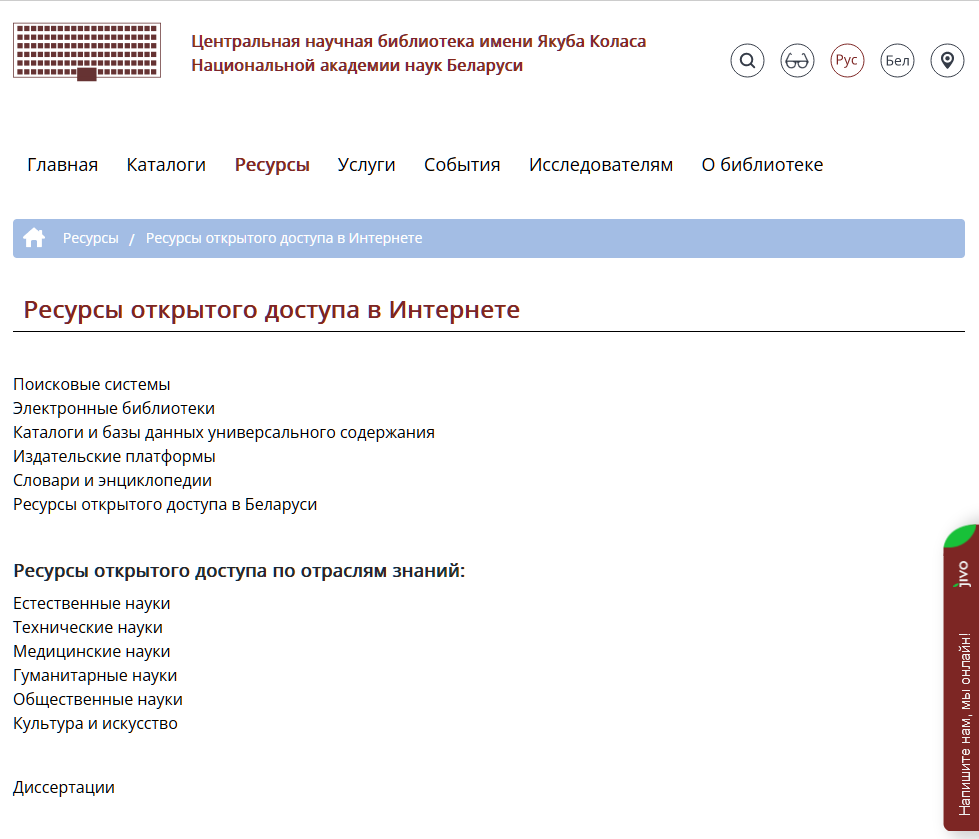 Центральная научная библиотека имени Якуба Коласа
Национальной академии наук Беларуси
Рус
Бел
Главная Каталоги Ресурсы Услуги События Исследователям О библиотеке
Ресурсы / Ресурсы открытого доступа в Интернете
Ресурсы открытого доступа в Интернете
Поисковые системы
Электронные библиотеки
Каталоги и базы данных универсального содержания
Издательские платформы
Словари и энциклопедии
Ресурсы открытого доступа в Беларуси
Ресурсы открытого доступа по отраслям знаний:
Естественные науки
Технические науки
Медицинские науки
Гуманитарные науки
Общественные науки
Культура и искусство
Диссертации
Напишите нам, мы онлайн!
jivo